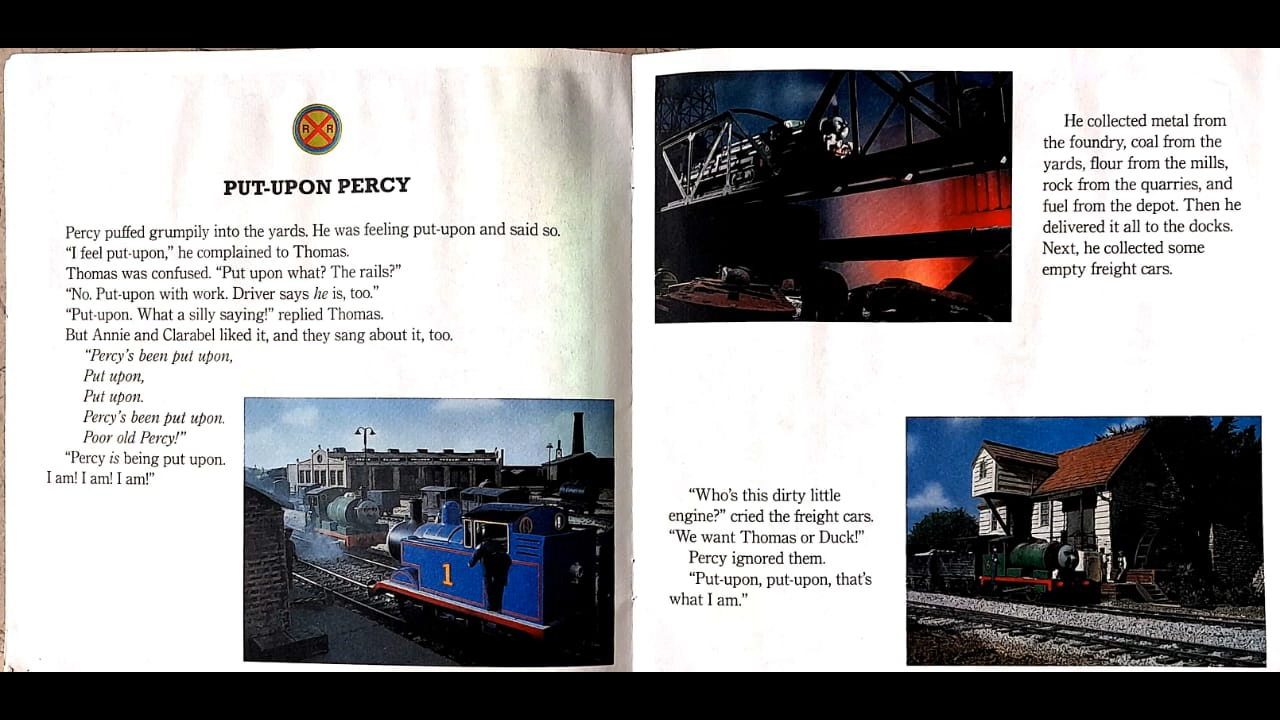 R R
PUT-UPON PERCY
Percy puffed grumpily into the yards. He was feeling put-upon and said so.
“I feel put-upon,” he complained to Thomas.
Thomas was confused. “Put upon what? The rails?”
“No. Put-upon with work. Driver says he is, too.”
“Put-upon. What a silly saying!” replied Thomas.
But Annie and Clarabel liked it, and they sang about it, too.
“Percy’s been put upon,
Put upon,
Put upon.
Percy’s been put upon.
Poor old Percy!”
“Percy is being put upon.
I am! I am! I am!”
1
He collected metal from
the foundry, coal from the
yards, flour from the mills,
rock from the quarries, and
fuel from the depot. Then he
delivered it all to the docks.
Next, he collected some
empty freight cars.
“Who’s this dirty little
engine?” cried the freight cars.
“We want Thomas or Duck!”
Percy ignored them.
“Put-upon, put-upon, that’s
what I am.”